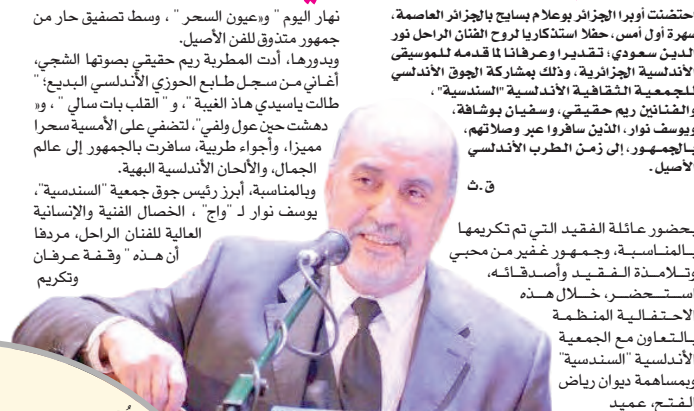 احتضنت أوبرا الجزائر بوعلام بسايح بالجزائر العاصمة،
سهرة أول أمس، حفلا استذكاريا لروح الفنان الراحل نور
الدين سعودي؛ تقديرا وعرفانا لما قدمه للموسيقى
الأندلسية الجزائرية، وذلك بمشاركة الجوق الأندلسي
للجمعية الثقافية الأندلسية "السندسية"،
والفنانين ريم حقيقي، وسفيان بوشافة،
ويوسف نوار، الذين سافروا عبر وصلاتهم،
بالجمهور، إلى زمن الطرب الأندلسي
الأصيل.
ق.ث
بحضور عائلة الفقيد التي تم تكريمها
بالمناسبة، وجمهور غفير من محبي
وتلامذة الفقيد وأصدقائه،
استحضر، خلال هذه
الاحتفالية المنظمة
بالتعاون مع الجمعية
الأندلسية "السندسية"
وبمساهمة ديوان رياض
الفتح، عميد
نهار اليوم " و"عيون السحر " ، وسط تصفيق حار من
جمهور متذوق للفن الأصيل.
وبدورها، أدت المطربة ريم حقيقي بصوتها الشجي،
أغاني من سجل طابع الحوزي الأندلسي البديع؛ "
طالت ياسيدي هاذ الغيبة "، و " القلب بات سالي " ، و"
دهشت حين عول ولفي"، لتضفي على الأمسية سحرا
مميزا، وأجواء طربية، سافرت بالجمهور إلى عالم
الجمال، والألحان الأندلسية البهية.
وبالمناسبة، أبرز رئيس جوق جمعية "السندسية"،
يوسف نوار لـ "واج" ، الخصال الفنية والإنسانية
العالية للفنان الراحل، مردفا
أن هذه " وقفة عرفان
وتكريم